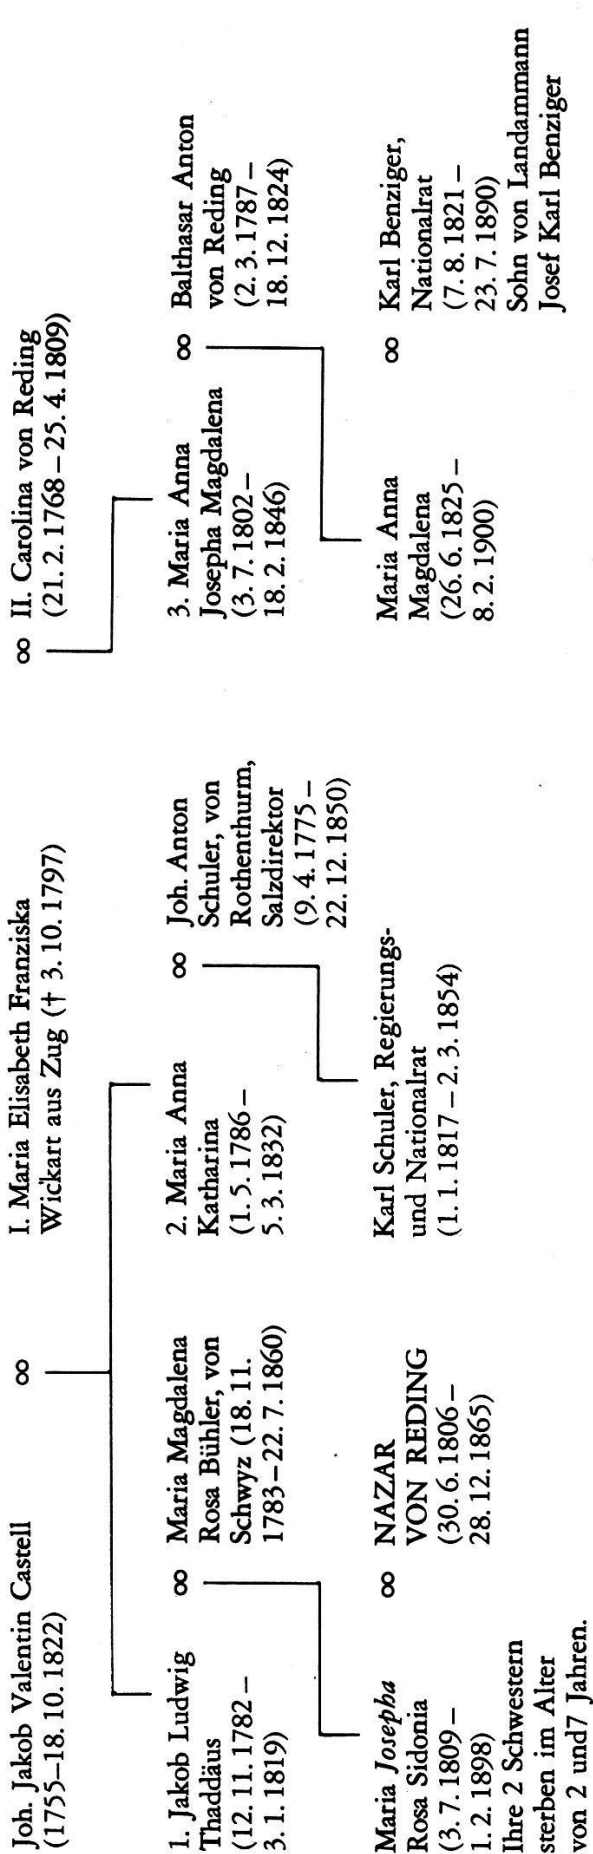 Joh. Jakob Valentin Castell
(1755–18. 10. 1822)
∞
I. Maria Elisabeth Franziska
Wickart aus Zug († 3. 10. 1797)
∞
II. Carolina von Reding
(21. 2. 1768 – 25. 4. 1809)
1. Jakob Ludwig
Thaddäus
(12. 11. 1782 –
3. 1. 1819)
∞
Maria Magdalena
Rosa Bühler, von
Schwyz (18. 11.
1783–22. 7. 1860)
2. Maria Anna
Katharina
(1. 5. 1786 –
5. 3. 1832)
∞
Joh. Anton
Schuler, von
Rothenthurm,
Salzdirektor
(9. 4. 1775 –
22. 12. 1850)
3. Maria Anna
Josepha Magdalena
(3. 7. 1802 –
18. 2. 1846)
∞
Balthasar Anton
von Reding
(2. 3. 1787 –
18. 12. 1824)
Maria Josepha
Rosa Sidonia
(3. 7. 1809 –
1. 2. 1898)
Ihre 2 Schwestern
sterben im Alter
von 2 und7 Jahren.
∞
NAZAR
VON REDING
(30. 6. 1806 –
28. 12. 1865)
Karl Schuler, Regierungs-
und Nationalrat
(1. 1. 1817 – 2. 3. 1854)
Maria Anna
Magdalena
(26. 6. 1825 –
8. 2. 1900)
∞
Karl Benziger,
Nationalrat
(7. 8. 1821 –
23. 7. 1890)
Sohn von Landammann
Josef Karl Benziger